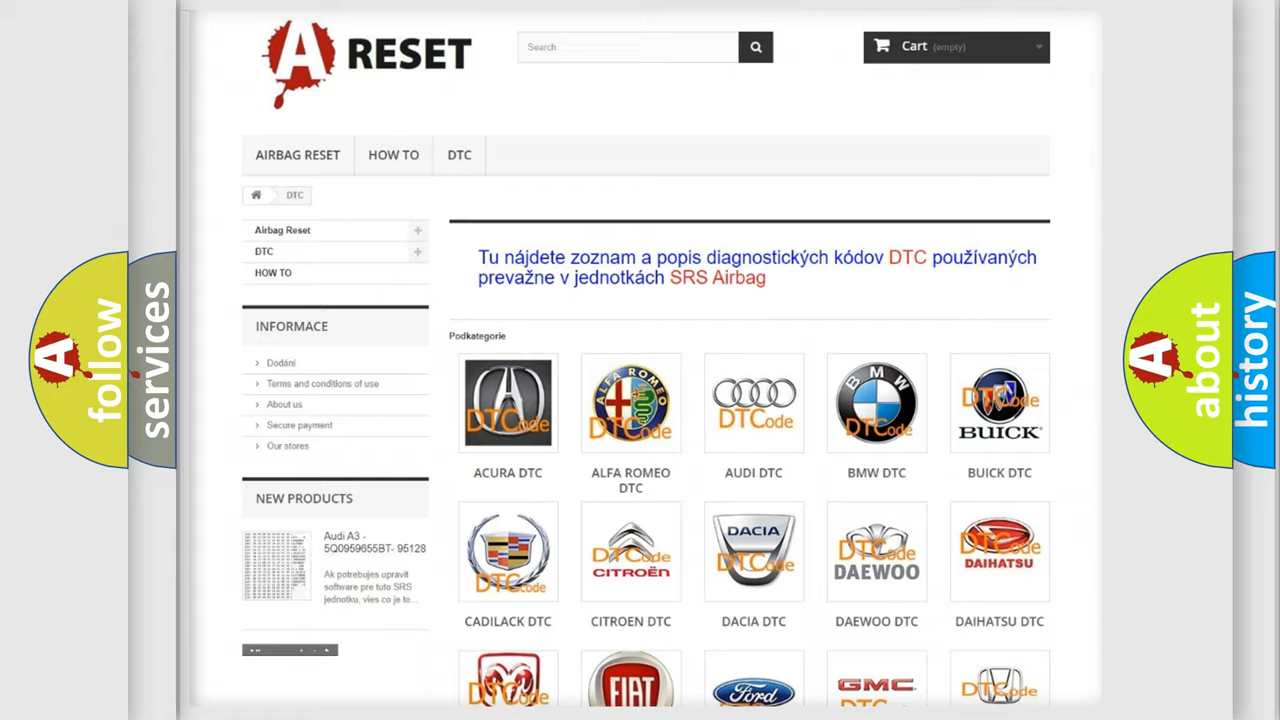 A RESET
Search
Cart (empty)
AIRBAG RESET
HOW TO
DTC
DTC
Airbag Reset
DTC
HOW TO
INFORMACE
Dodání
Terms and conditions of use
About us
Secure payment
Our stores
NEW PRODUCTS
Audi A3 -
5Q0959655BT- 95128
Ak potrebujes upravit
software pre tuto SRS
jednotku, vies co je to...
Tu nájdete zoznam a popis diagnostických kódov DTC používaných
prevažne v jednotkách SRS Airbag
Podkategorie
DTCode
ALFA ROMEO
DTCode
DTCode
BMW
DTCode
DTCode
BUICK
ACURA DTC
ALFA ROMEO
DTC
AUDI DTC
BMW DTC
BUICK DTC
DTCode
DTCode
CITROËN
DACIA
DTCode
DTCode
DAEWOO
DTCode
DAIHATSU
CADILACK DTC
CITROEN DTC
DACIA DTC
DAEWOO DTC
DAIHATSU DTC
DTCode
FIAT
Ford
GMC
DTCode
A
follow
services
A
about
history